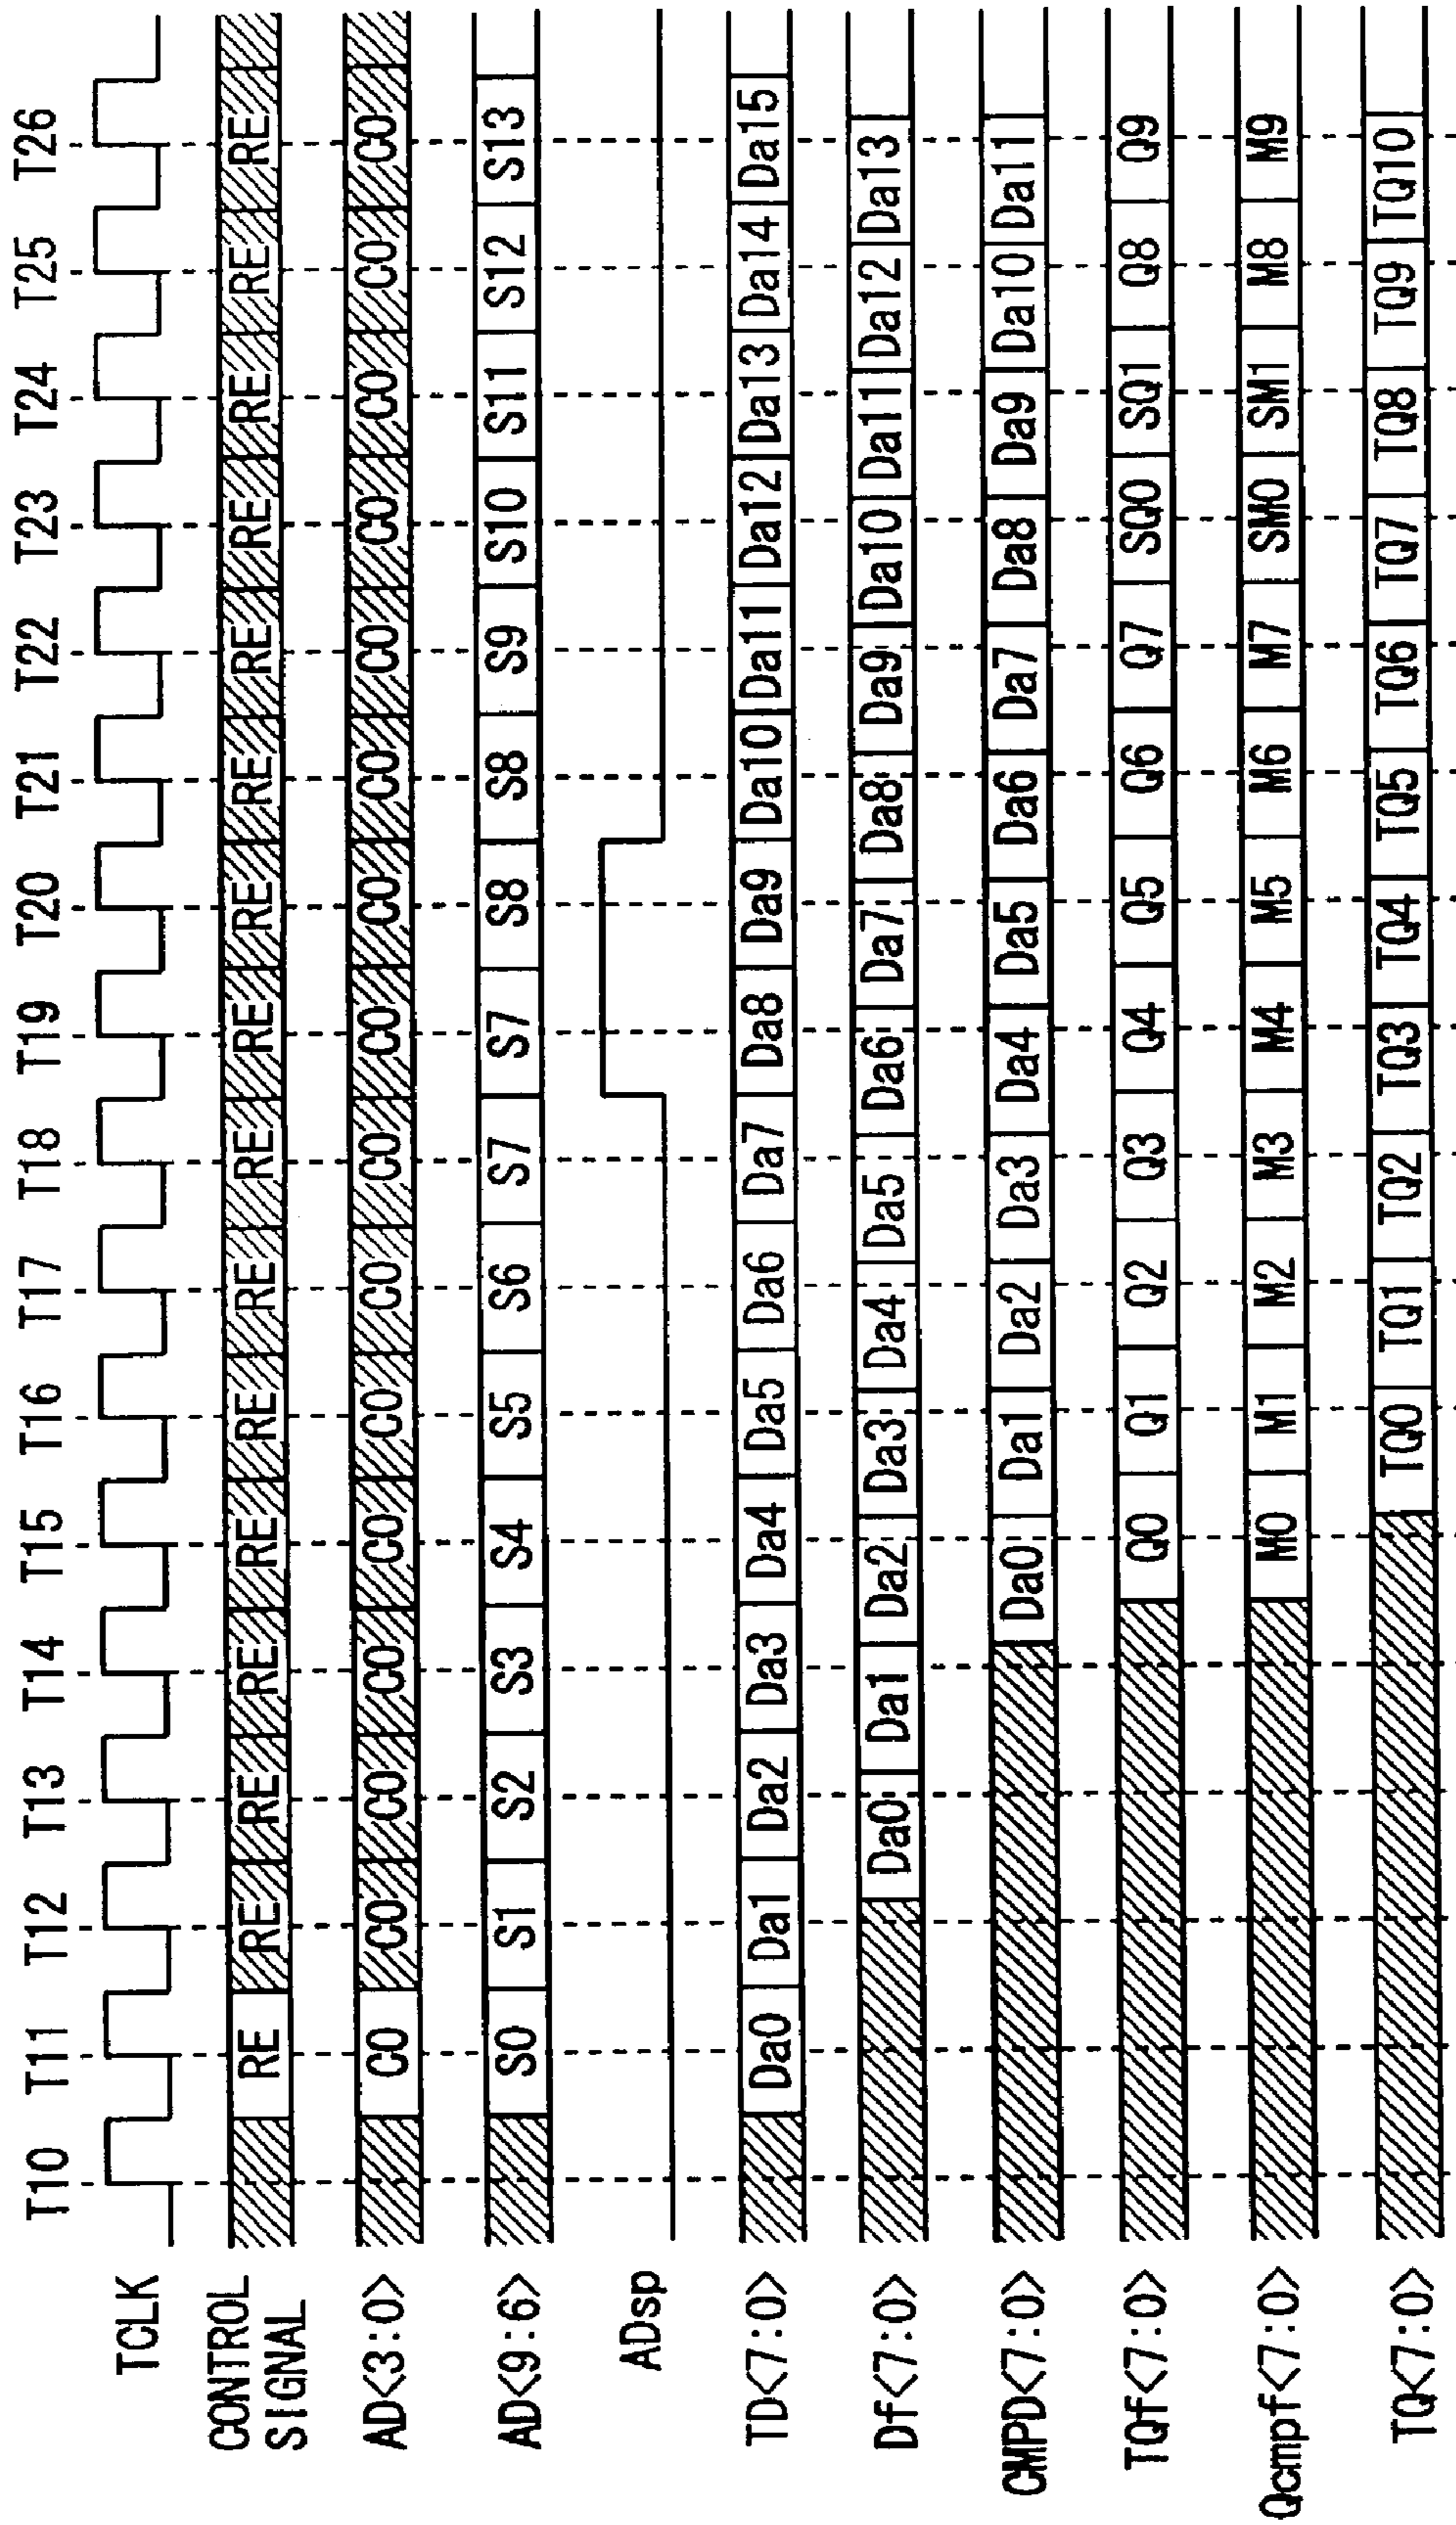 T10 T11 T12 T13 T14 T15 T16 T17 T18 T19 T20 T21 T22 T23 T24 T25 T26
TCLK
CONTROL SIGNAL RE RE RE RE RE RE RE RE RE RE RE RE RE RE RE RE
AD<3:0> C0 C0 C0 C0 C0 C0 C0 C0 C0 C0 C0 C0 C0 C0 C0 C0
AD<9:6> S0 S1 S2 S3 S4 S5 S6 S7 S7 S8 S8 S9 S10 S11 S12 S13
ADsp
TD<7:0> Da0 Da1 Da2 Da3 Da4 Da5 Da6 Da7 Da8 Da9 Da10 Da11 Da12 Da13 Da14 Da15
Df<7:0> Da0 Da1 Da2 Da3 Da4 Da5 Da6 Da7 Da8 Da9 Da10 Da11 Da12 Da13
CMPD<7:0> Da0 Da1 Da2 Da3 Da4 Da5 Da6 Da7 Da8 Da9 Da10 Da11
TQf<7:0> Q0 Q1 Q2 Q3 Q4 Q5 Q6 Q7 SQ0 SQ1 Q8 Q9
Qcmpf<7:0> M0 M1 M2 M3 M4 M5 M6 M7 SM0 SM1 M8 M9
TQ<7:0> TQ0 TQ1 TQ2 TQ3 TQ4 TQ5 TQ6 TQ7 TQ8 TQ9 TQ10